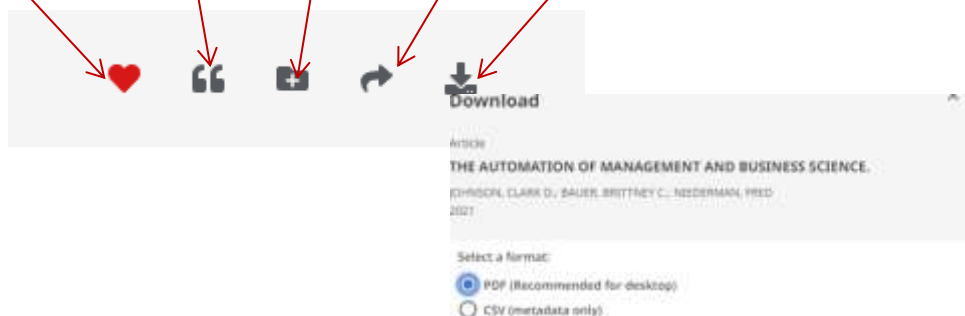 Download
Article
THE AUTOMATION OF MANAGEMENT AND BUSINESS SCIENCE.
JOHNSON, CLARK D., BAUER, BRITTNEY C., NIEDERMAN, FRED
2021
Select a format:
PDF (Recommended for desktop)
CSV (metadata only)